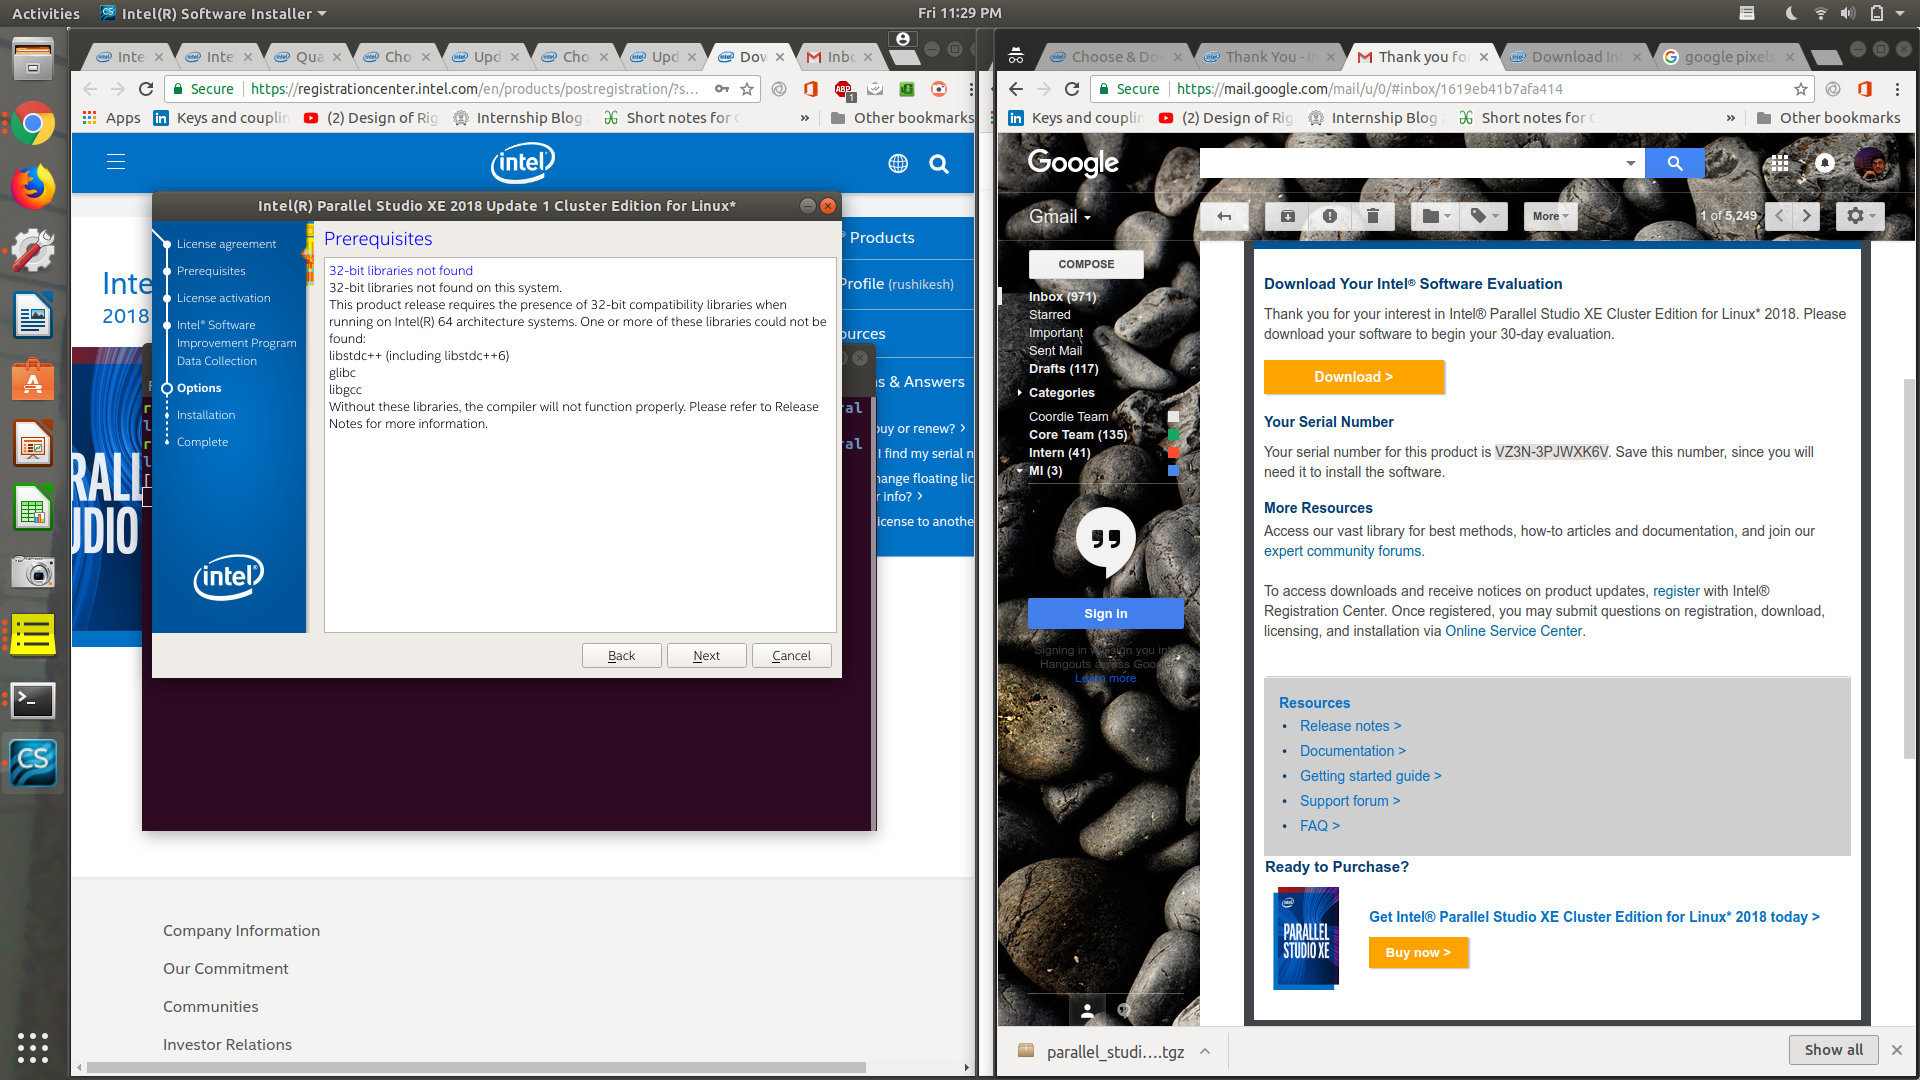 Activities
Intel(R) Software Installer
Fri 11:29 PM
Inte
Inte
Qua
Cho
Upd
Cho
Upd
Dow
Inbo
Secure
https://registrationcenter.intel.com/en/products/postregistration/?s...
ABP
1
Apps
Keys and couplin
(2) Design of Rig
Internship Blog
Short notes for
»
Other bookmarks
intel
Inte
2018
Intel(R) Parallel Studio XE 2018 Update 1 Cluster Edition for Linux*
License agreement
Prerequisites
License activation
Intel® Software
Improvement Program
Data Collection
Options
Installation
Complete
intel
Prerequisites
32-bit libraries not found
32-bit libraries not found on this system.
This product release requires the presence of 32-bit compatibility libraries when
running on Intel(R) 64 architecture systems. One or more of these libraries could not be
found:
libstdc++ (including libstdc++6)
glibc
libgcc
Without these libraries, the compiler will not function properly. Please refer to Release
Notes for more information.
Back
Next
Cancel
Products
Profile (rushikesh)
ources
s & Answers
buy or renew? >
I find my serial n
hange floating lic
r info? >
icense to anothe
RALL
UDIO
Company Information
Our Commitment
Communities
Investor Relations
Choose & Do
Thank You - I
Thank you fo
Download In
google pixels
Secure
https://mail.google.com/mail/u/0/#inbox/1619eb41b7afa414
Keys and couplin
(2) Design of Rig
Internship Blog
Short notes for
»
Other bookmarks
Google
Gmail
More
1 of 5,249
COMPOSE
Inbox (971)
Starred
Important
Sent Mail
Drafts (117)
Categories
Coordie Team
Core Team (135)
Intern (41)
MI (3)
Sign in
Signing in will sign you into
Hangouts across Google
Learn more
Download Your Intel® Software Evaluation
Thank you for your interest in Intel® Parallel Studio XE Cluster Edition for Linux* 2018. Please
download your software to begin your 30-day evaluation.
Download >
Your Serial Number
Your serial number for this product is VZ3N-3PJWXK6V. Save this number, since you will
need it to install the software.
More Resources
Access our vast library for best methods, how-to articles and documentation, and join our
expert community forums.
To access downloads and receive notices on product updates, register with Intel®
Registration Center. Once registered, you may submit questions on registration, download,
licensing, and installation via Online Service Center.
Resources
• Release notes >
• Documentation >
• Getting started guide >
• Support forum >
• FAQ >
Ready to Purchase?
PARALLEL
STUDIO XE
Get Intel® Parallel Studio XE Cluster Edition for Linux* 2018 today >
Buy now >
parallel_studi....tgz
Show all